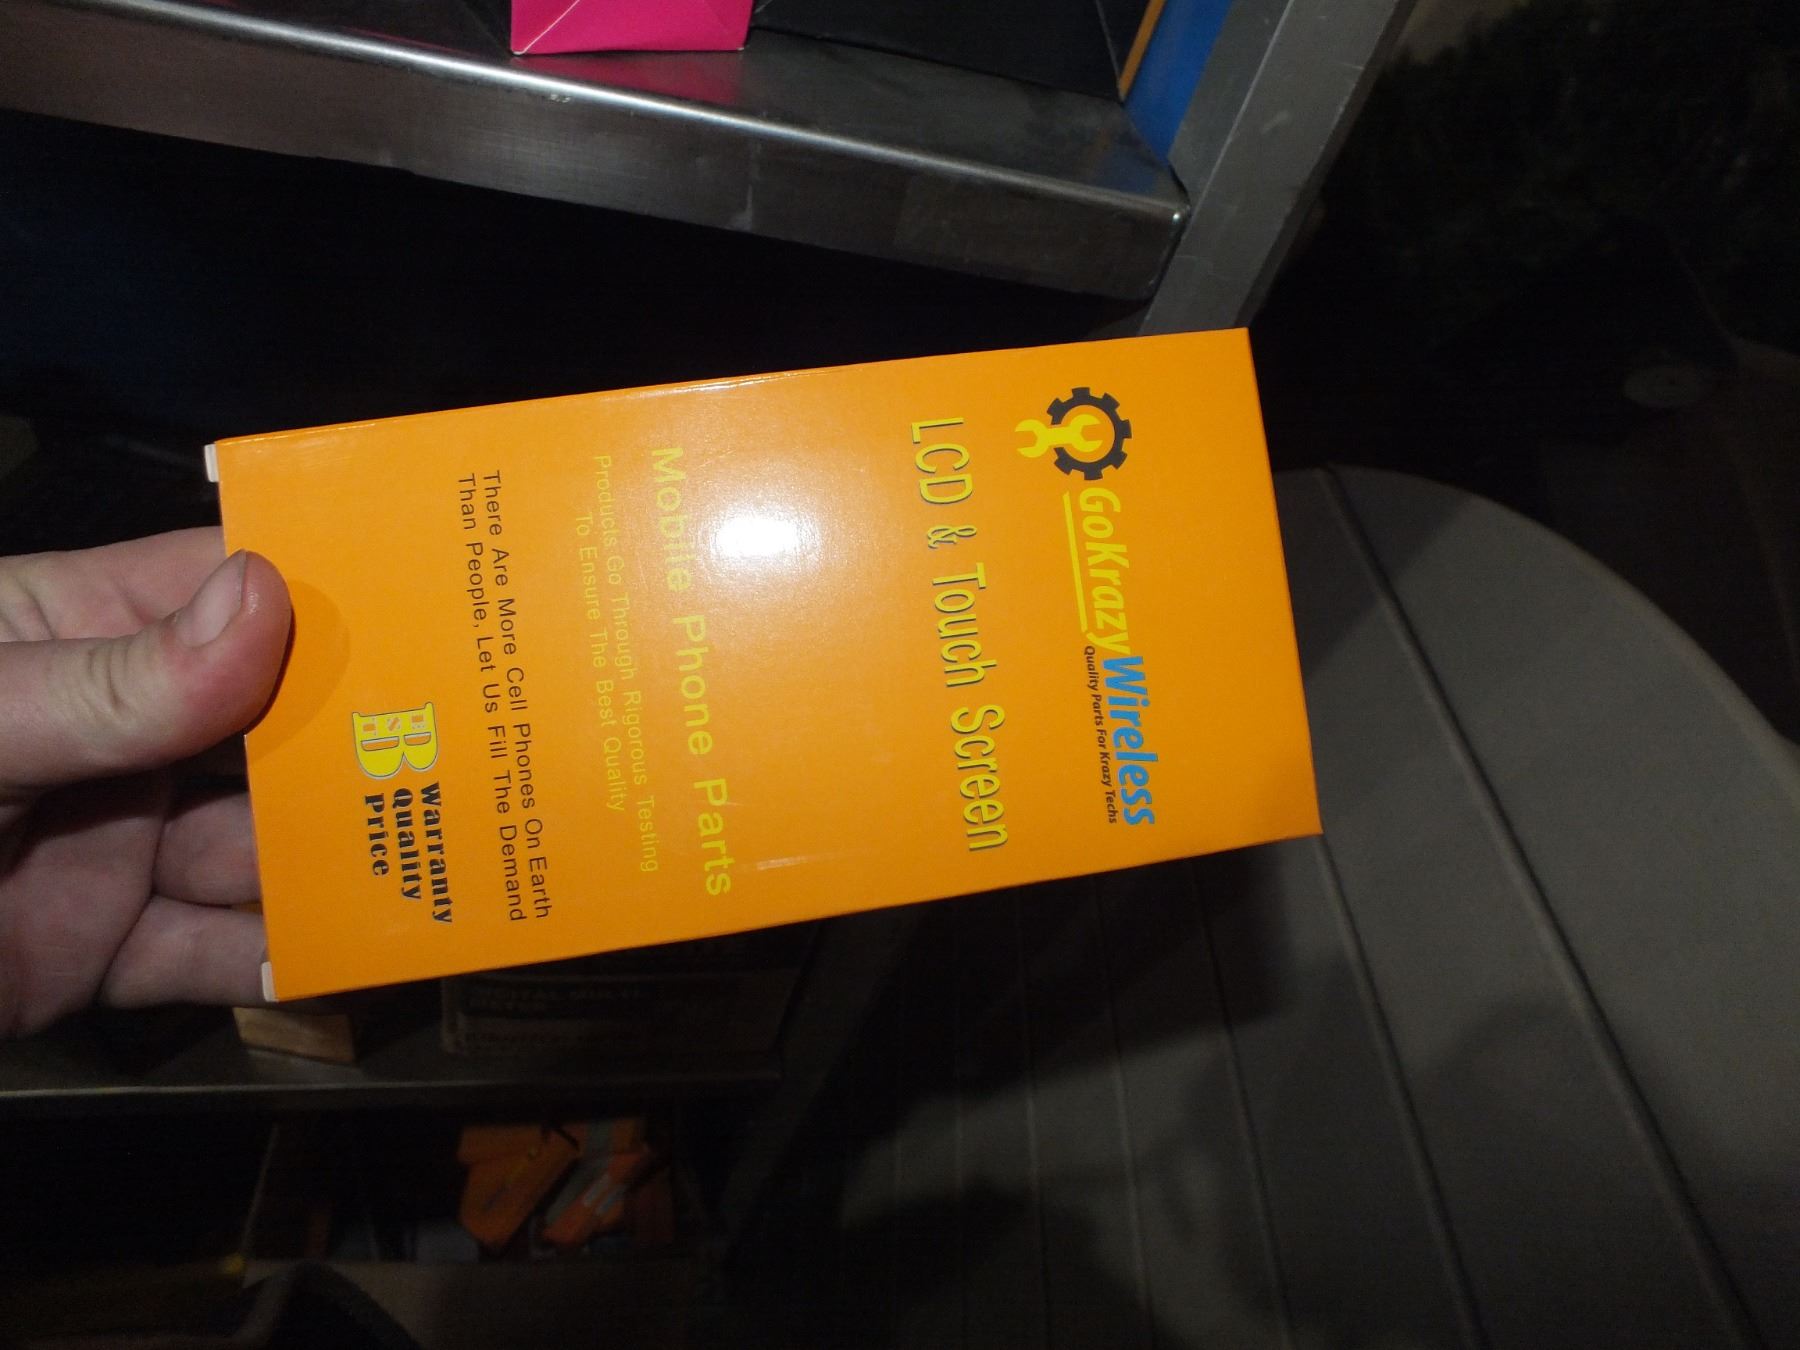 GoKrazyWireless
Quality Parts For Krazy Techs
LCD & Touch Screen
Mobile Phone Parts
Products Go Through Rigorous Testing
To Ensure The Best Quality
There Are More Cell Phones On Earth
Than People, Let Us Fill The Demand
BEST
Warranty
Quality
Price